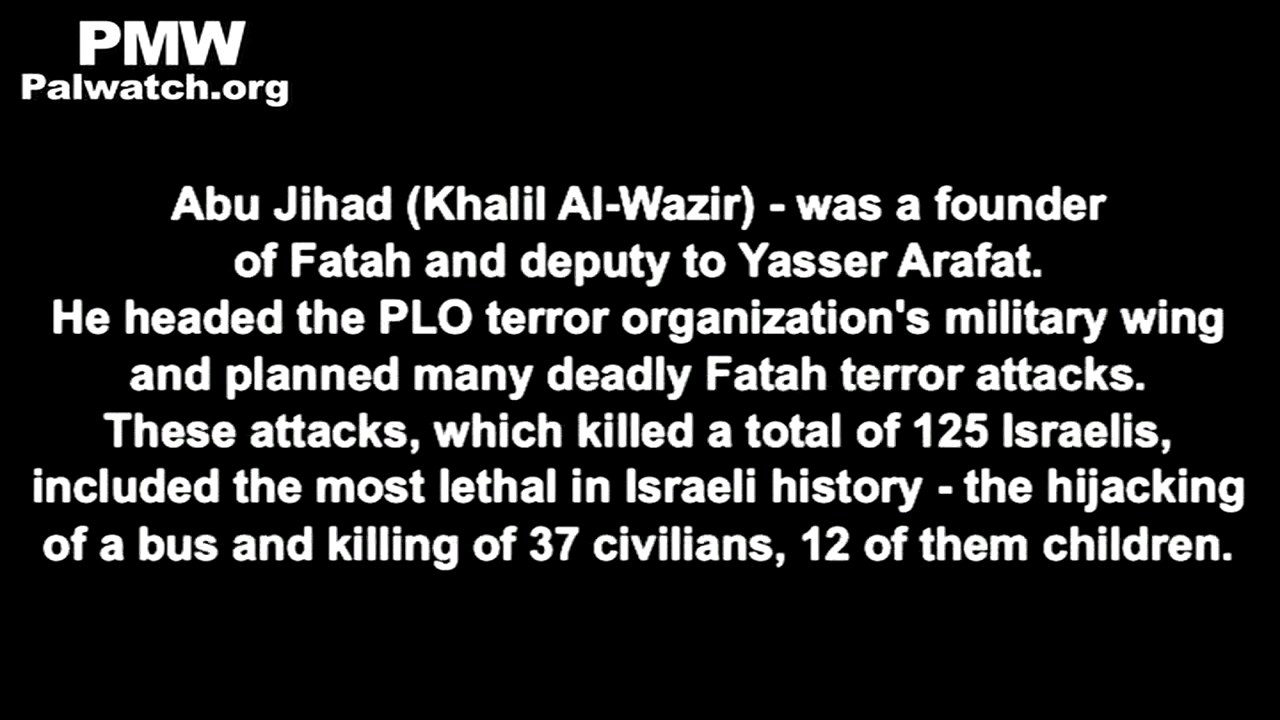 PMW
Palwatch.org
Abu Jihad (Khalil Al-Wazir) - was a founder
of Fatah and deputy to Yasser Arafat.
He headed the PLO terror organization's military wing
and planned many deadly Fatah terror attacks.
These attacks, which killed a total of 125 Israelis,
included the most lethal in Israeli history - the hijacking
of a bus and killing of 37 civilians, 12 of them children.